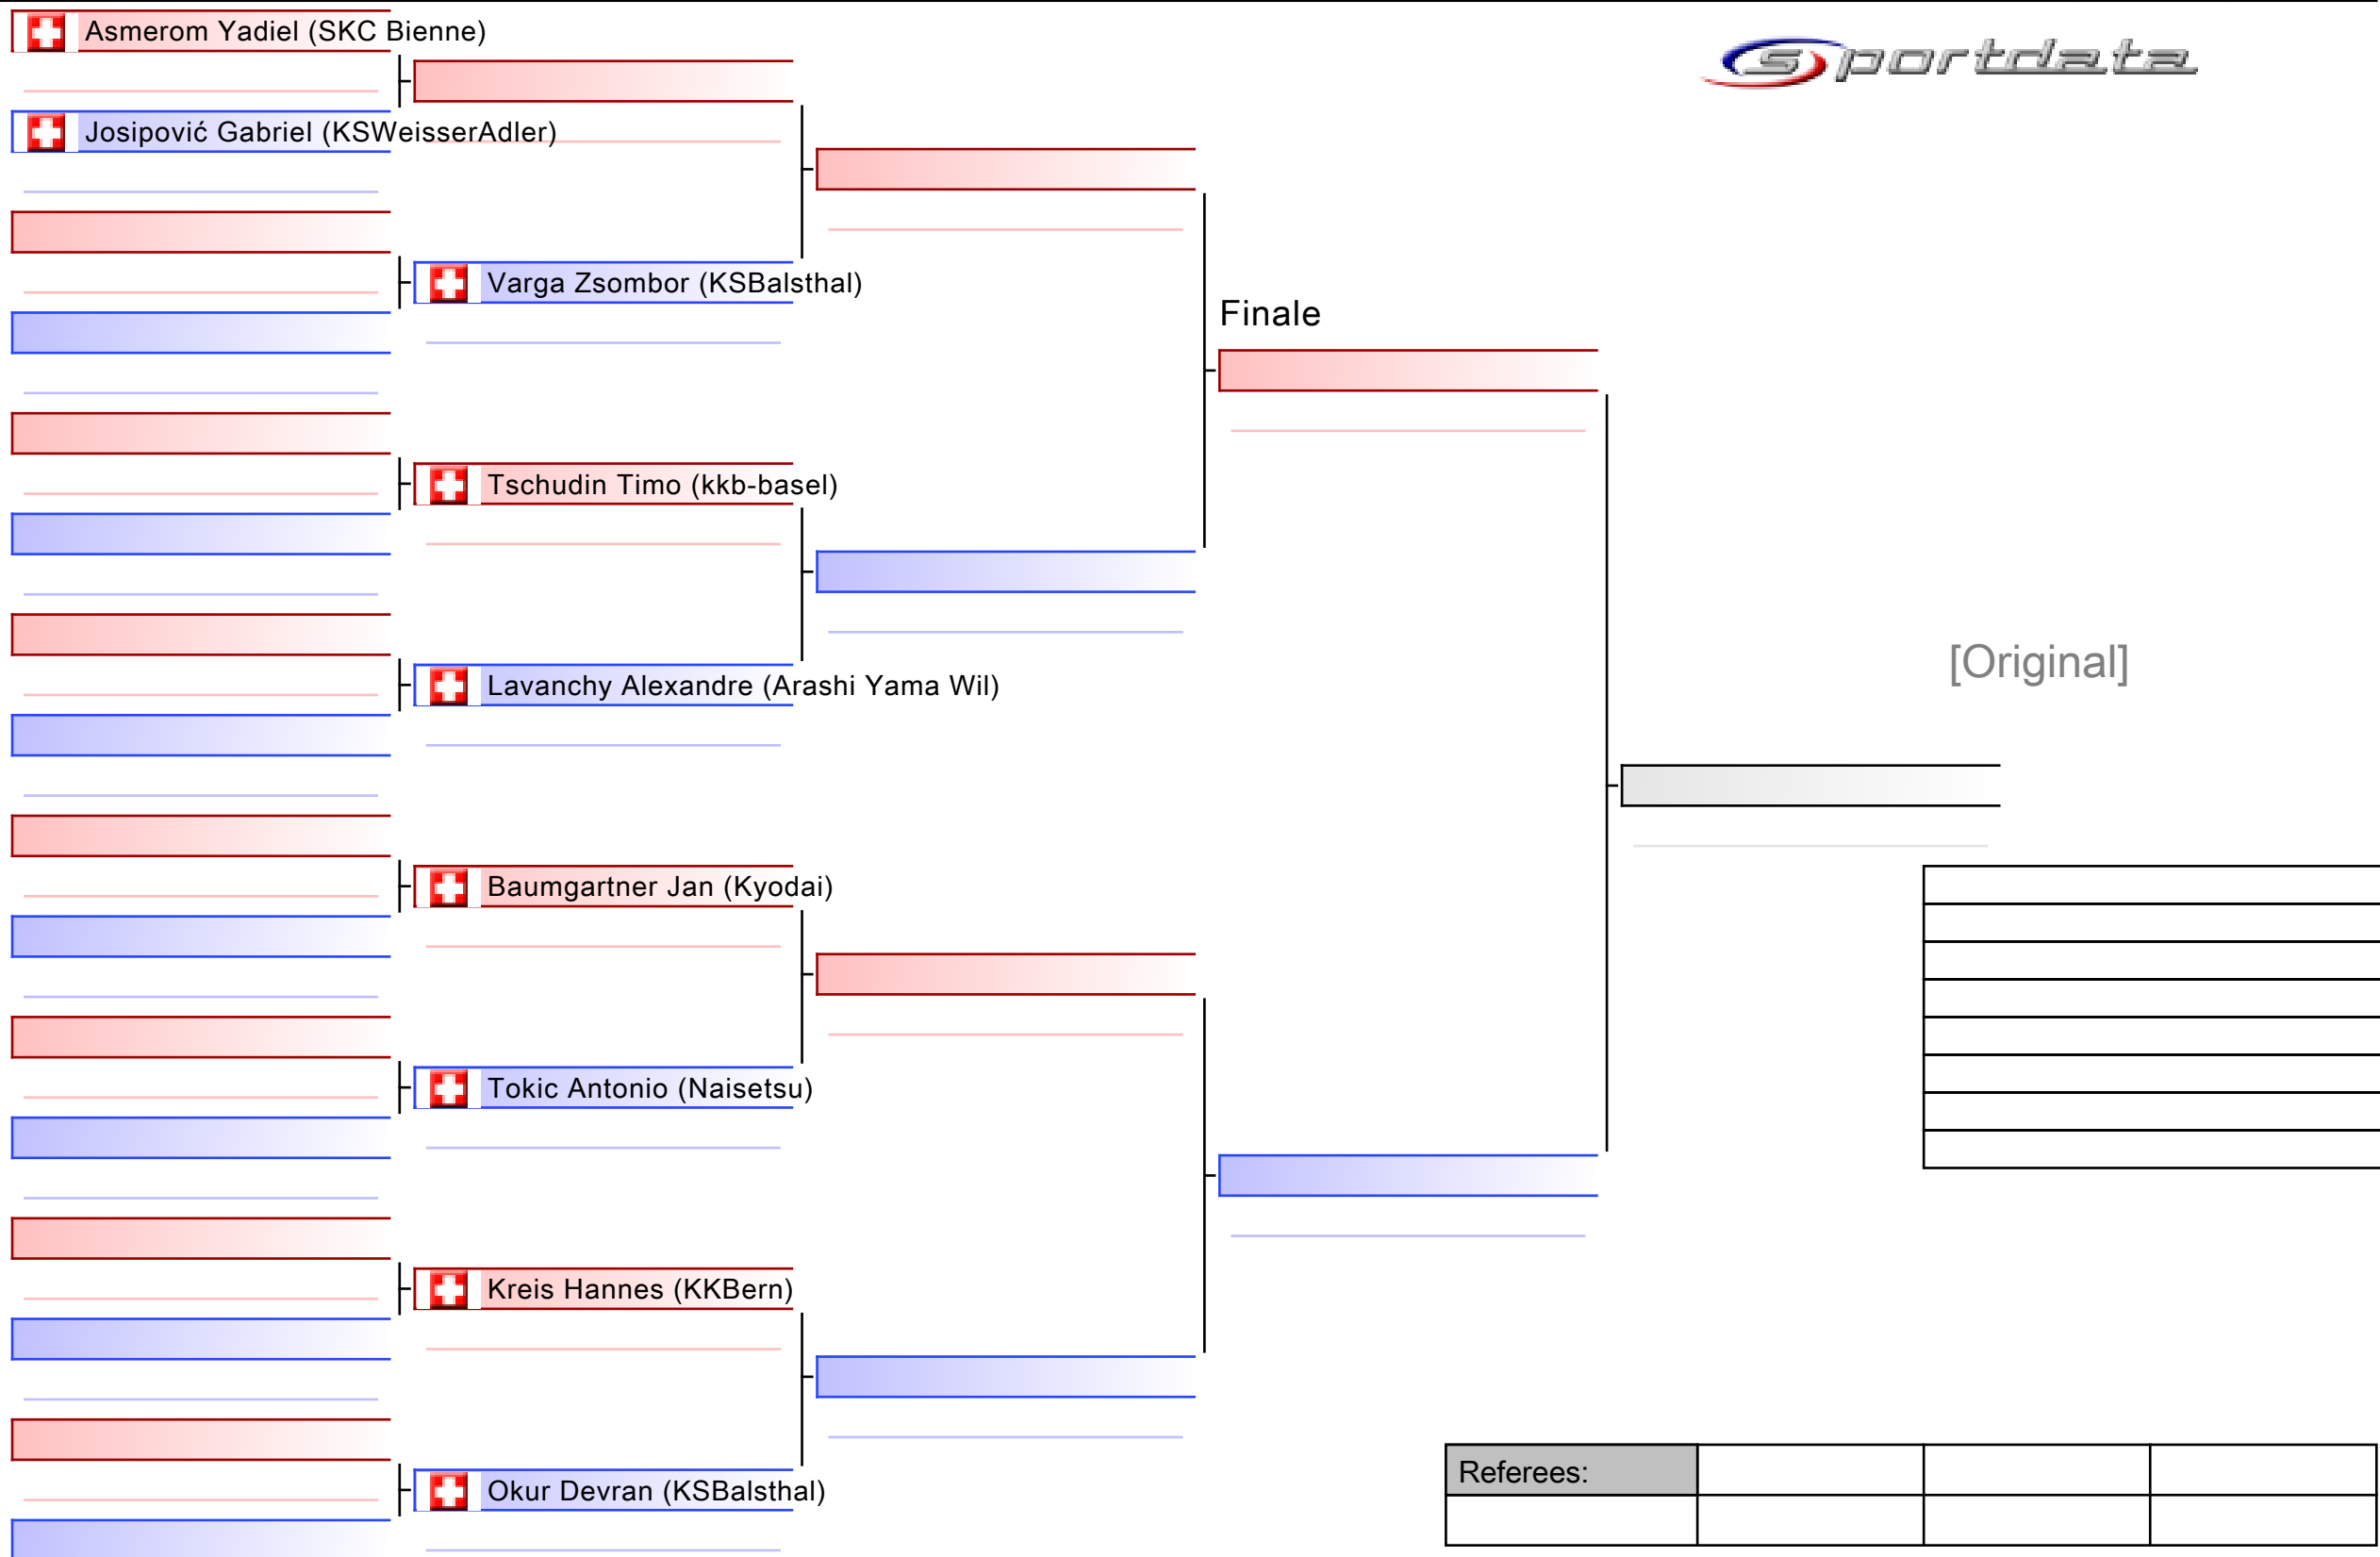 Asmerom Yadiel (SKC Bienne)
sportdata
Josipović Gabriel (KSWeisserAdler)
Varga Zsombor (KSBalsthal)
Finale
Tschudin Timo (kkb-basel)
[Original]
Lavanchy Alexandre (Arashi Yama Wil)
Baumgartner Jan (Kyodai)
Tokic Antonio (Naisetsu)
Kreis Hannes (KKBern)
Referees:
Okur Devran (KSBalsthal)